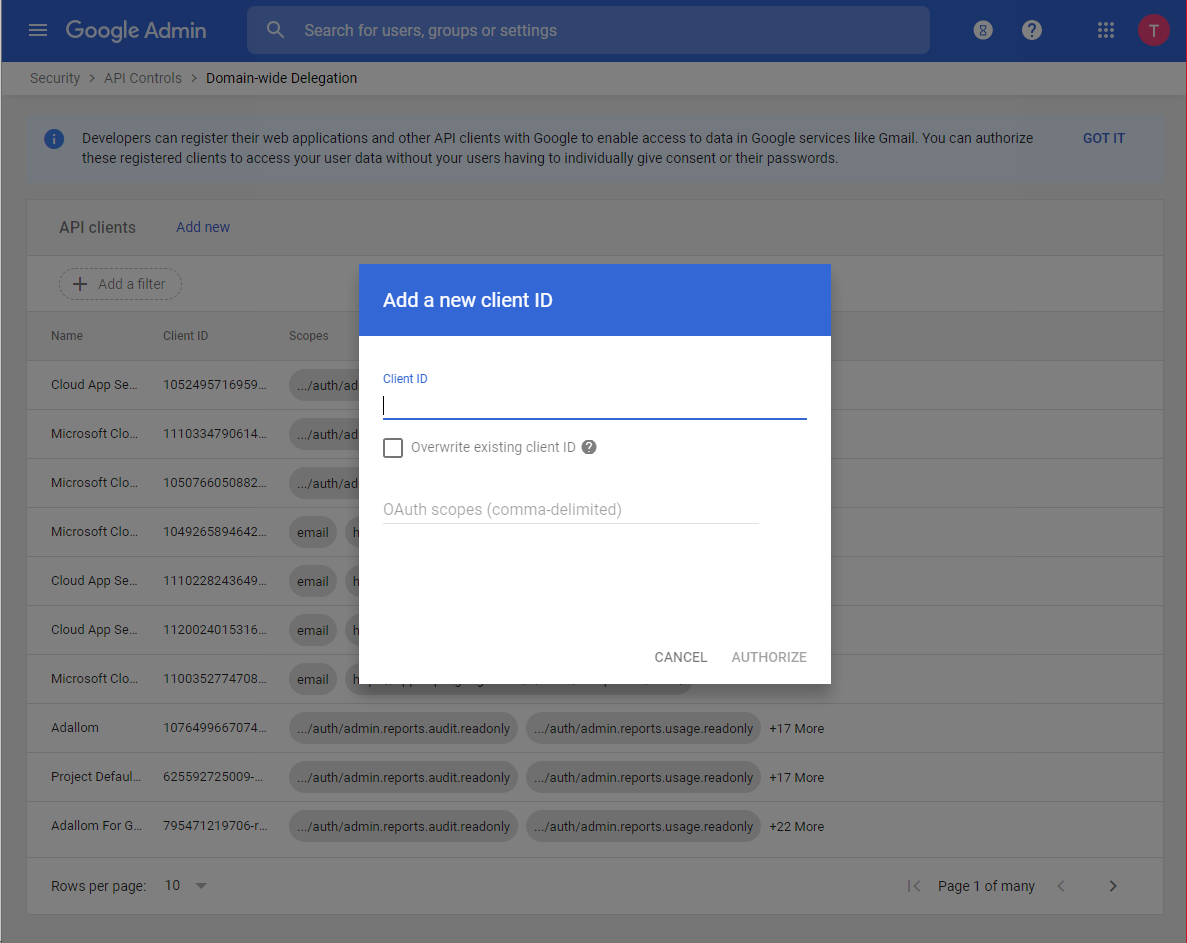 Google Admin
Search for users, groups or settings
T
Security > API Controls > Domain-wide Delegation
Developers can register their web applications and other API clients with Google to enable access to data in Google services like Gmail. You can authorize
these registered clients to access your user data without your users having to individually give consent or their passwords.
GOT IT
API clients
Add new
Add a filter
Name Client ID Scopes
Cloud App Se... 1052495716959... .../auth/ad
Microsoft Clo... 1110334790614... .../auth/ad
Microsoft Clo... 1050766050882... .../auth/ad
Microsoft Clo... 1049265894642... email h
Cloud App Se... 1110228243649... email h
Cloud App Se... 1120024015316... email h
Microsoft Clo... 1100352774708... email
Adallom 1076499667074... .../auth/admin.reports.audit.readonly .../auth/admin.reports.usage.readonly +17 More
Project Defaul... 625592725009-... .../auth/admin.reports.audit.readonly .../auth/admin.reports.usage.readonly +17 More
Adallom For G... 795471219706-r... .../auth/admin.reports.audit.readonly .../auth/admin.reports.usage.readonly +22 More
Rows per page: 10
Page 1 of many
Add a new client ID
Client ID
Overwrite existing client ID
OAuth scopes (comma-delimited)
CANCEL AUTHORIZE